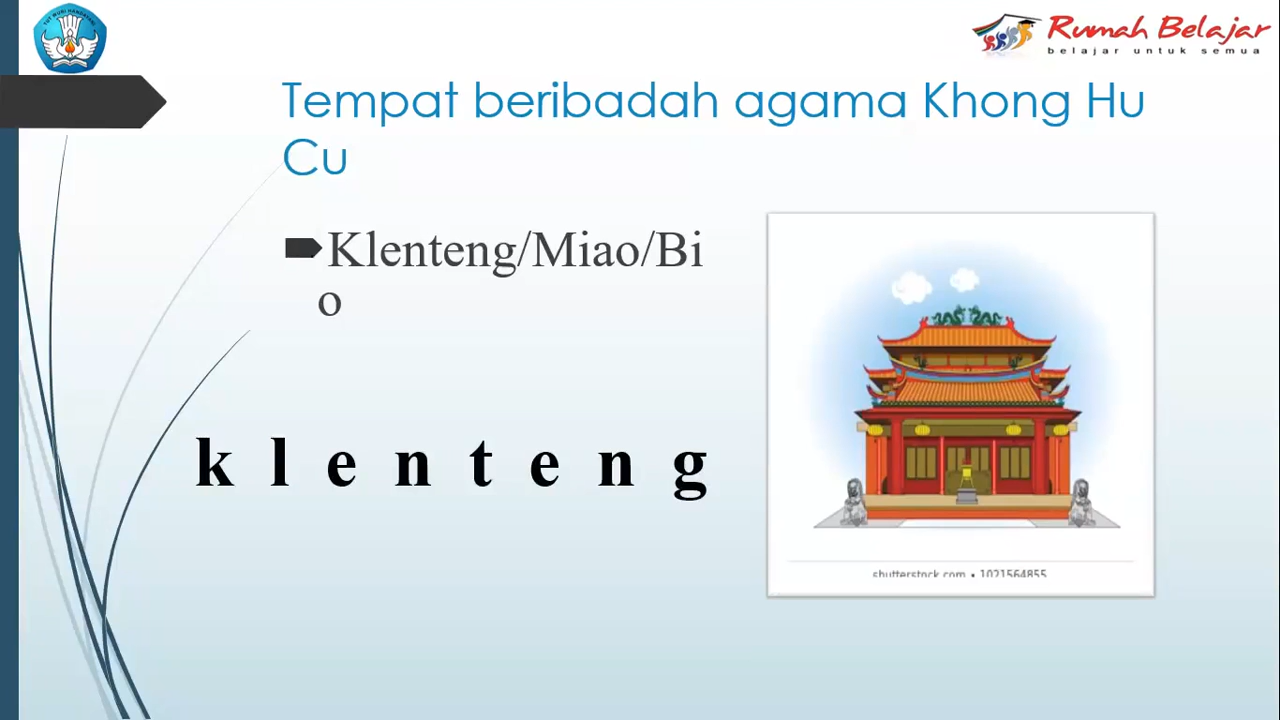 Rumah Belajar
belajar untuk semua
Tempat beribadah agama Khong Hu
Cu
Klenteng/Miao/Bi
o
k l e n t e n g
shutterstock.com • 1021564855